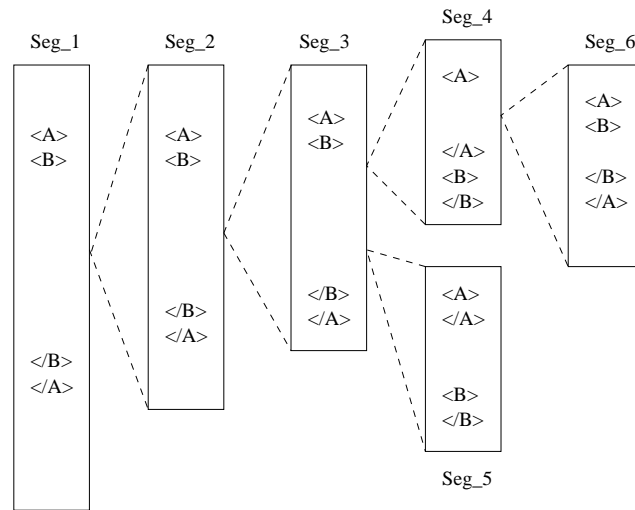 Seg_1
<A>
<B>
</B>
</A>
Seg_2
<A>
<B>
</B>
</A>
Seg_3
<A>
<B>
</B>
</A>
Seg_4
<A>
</A>
<B>
</B>
<A>
</A>
<B>
</B>
Seg_5
Seg_6
<A>
<B>
</B>
</A>